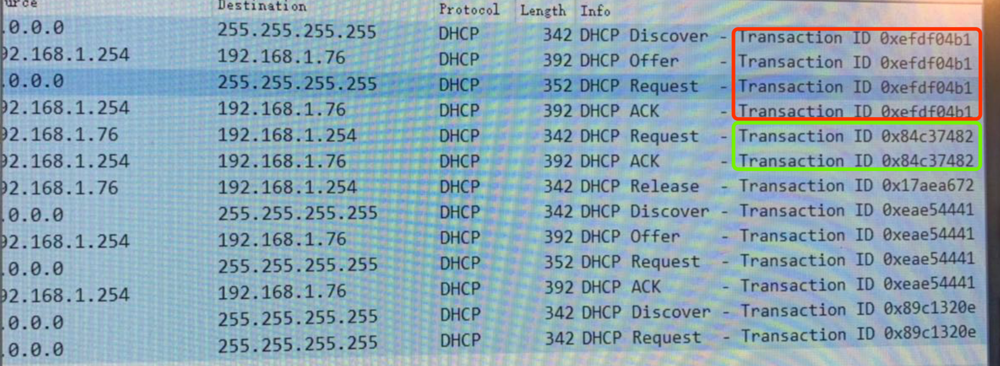 urce Destination Protocol Length Info
.0.0.0 255.255.255.255 DHCP 342 DHCP Discover - Transaction ID 0xefdf04b1
92.168.1.254 192.168.1.76 DHCP 392 DHCP Offer - Transaction ID 0xefdf04b1
.0.0.0 255.255.255.255 DHCP 352 DHCP Request - Transaction ID 0xefdf04b1
92.168.1.254 192.168.1.76 DHCP 392 DHCP ACK - Transaction ID 0xefdf04b1
92.168.1.76 192.168.1.254 DHCP 342 DHCP Request - Transaction ID 0x84c37482
92.168.1.254 192.168.1.76 DHCP 392 DHCP ACK - Transaction ID 0x84c37482
92.168.1.76 192.168.1.254 DHCP 342 DHCP Release - Transaction ID 0x17aea672
.0.0.0 255.255.255.255 DHCP 342 DHCP Discover - Transaction ID 0xeae54441
92.168.1.254 192.168.1.76 DHCP 392 DHCP Offer - Transaction ID 0xeae54441
.0.0.0 255.255.255.255 DHCP 352 DHCP Request - Transaction ID 0xeae54441
92.168.1.254 192.168.1.76 DHCP 392 DHCP ACK - Transaction ID 0xeae54441
.0.0.0 255.255.255.255 DHCP 342 DHCP Discover - Transaction ID 0x89c1320e
.0.0.0 255.255.255.255 DHCP 342 DHCP Request - Transaction ID 0x89c1320e